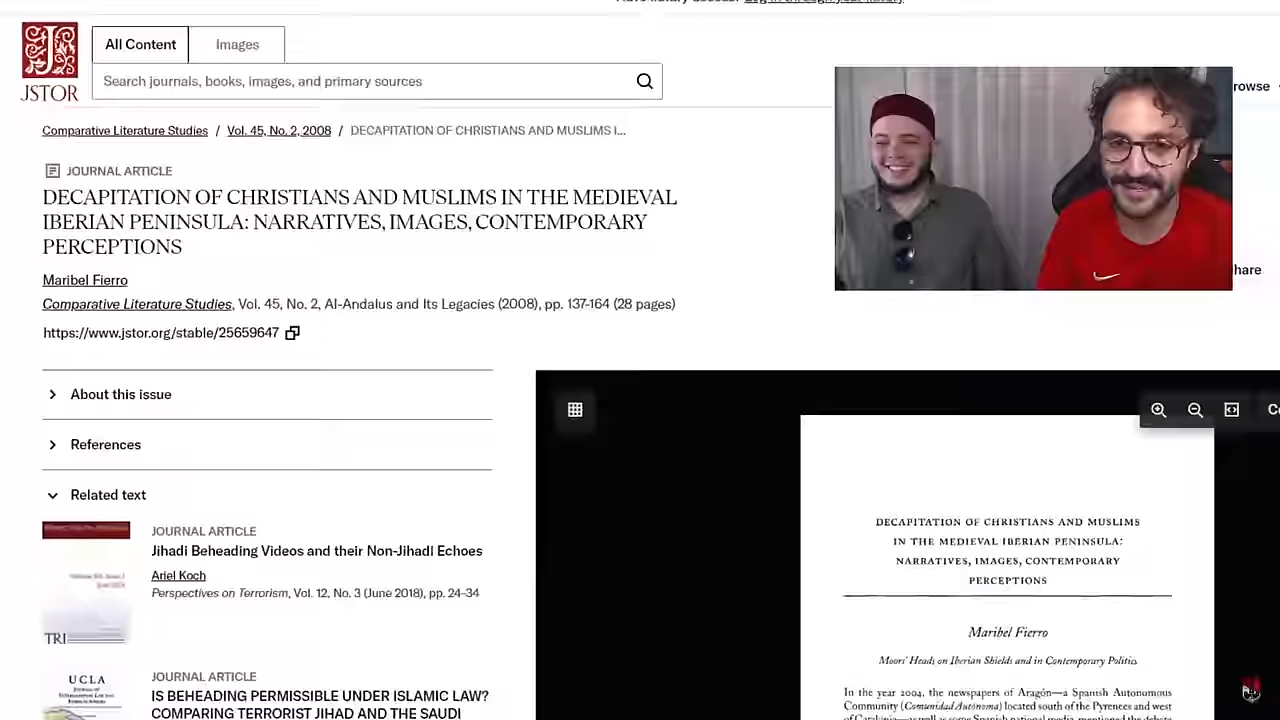 All Content
Images
Search journals, books, images, and primary sources
JSTOR
rowse
Comparative Literature Studies / Vol. 45, No. 2, 2008 / DECAPITATION OF CHRISTIANS AND MUSLIMS I...
JOURNAL ARTICLE
DECAPITATION OF CHRISTIANS AND MUSLIMS IN THE MEDIEVAL
IBERIAN PENINSULA: NARRATIVES, IMAGES, CONTEMPORARY
PERCEPTIONS
hare
Maribel Fierro
Comparative Literature Studies, Vol. 45, No. 2, Al-Andalus and Its Legacies (2008), pp. 137-164 (28 pages)
https://www.jstor.org/stable/25659647
About this issue
References
Related text
JOURNAL ARTICLE
Jihadi Beheading Videos and their Non-Jihadi Echoes
Ariel Koch
Perspectives on Terrorism, Vol. 12, No. 3 (June 2018), pp. 24-34
TRI
UCLA
JOURNAL ARTICLE
IS BEHEADING PERMISSIBLE UNDER ISLAMIC LAW?
COMPARING TERRORIST JIHAD AND THE SAUDI
DECAPITATION OF CHRISTIANS AND MUSLIMS
IN THE MEDIEVAL IBERIAN PENINSULA:
NARRATIVES, IMAGES, CONTEMPORARY
PERCEPTIONS
Maribel Fierro
Moors' Heads on Iberian Shields and in Contemporary Politics
In the year 2004, the newspapers of Aragón—a Spanish Autonomous
Community (Comunidad Autónoma) located south of the Pyrenees and west